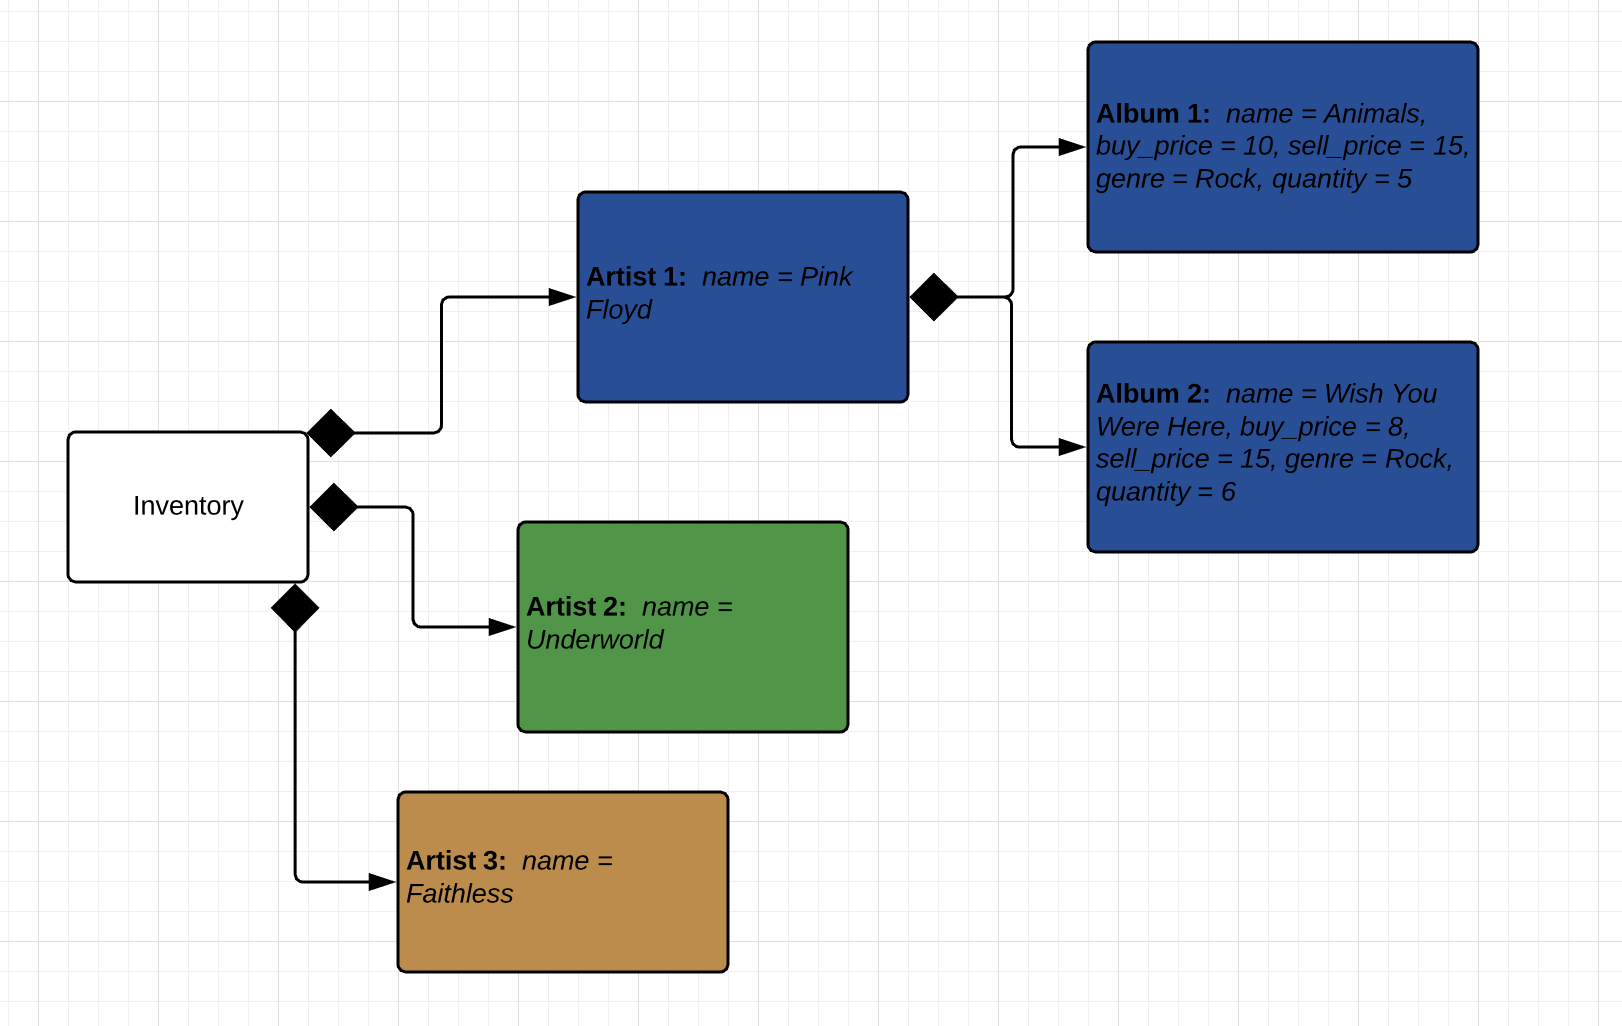 Album 1:  name = Animals,
buy_price = 10, sell_price = 15,
genre = Rock, quantity = 5
Artist 1:  name = Pink
Floyd
Album 2:  name = Wish You
Were Here, buy_price = 8,
sell_price = 15, genre = Rock,
quantity = 6
Inventory
Artist 2:  name =
Underworld
Artist 3:  name =
Faithless